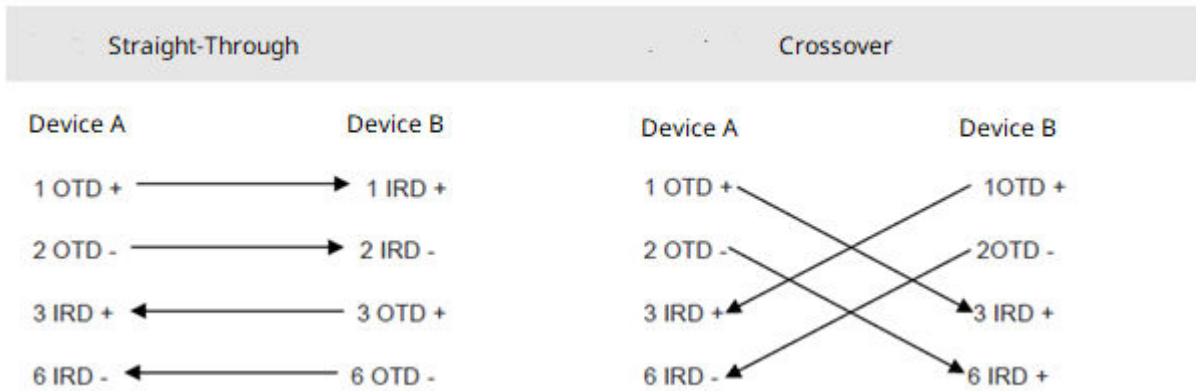 Straight-Through
Crossover
Device A
Device B
1 OTD +
1 IRD +
2 OTD -
2 IRD -
3 IRD +
3 OTD +
6 IRD -
6 OTD -
Device A
Device B
1 OTD +
1OTD +
2 OTD -
2OTD -
3 IRD +
3 IRD +
6 IRD -
6 IRD +